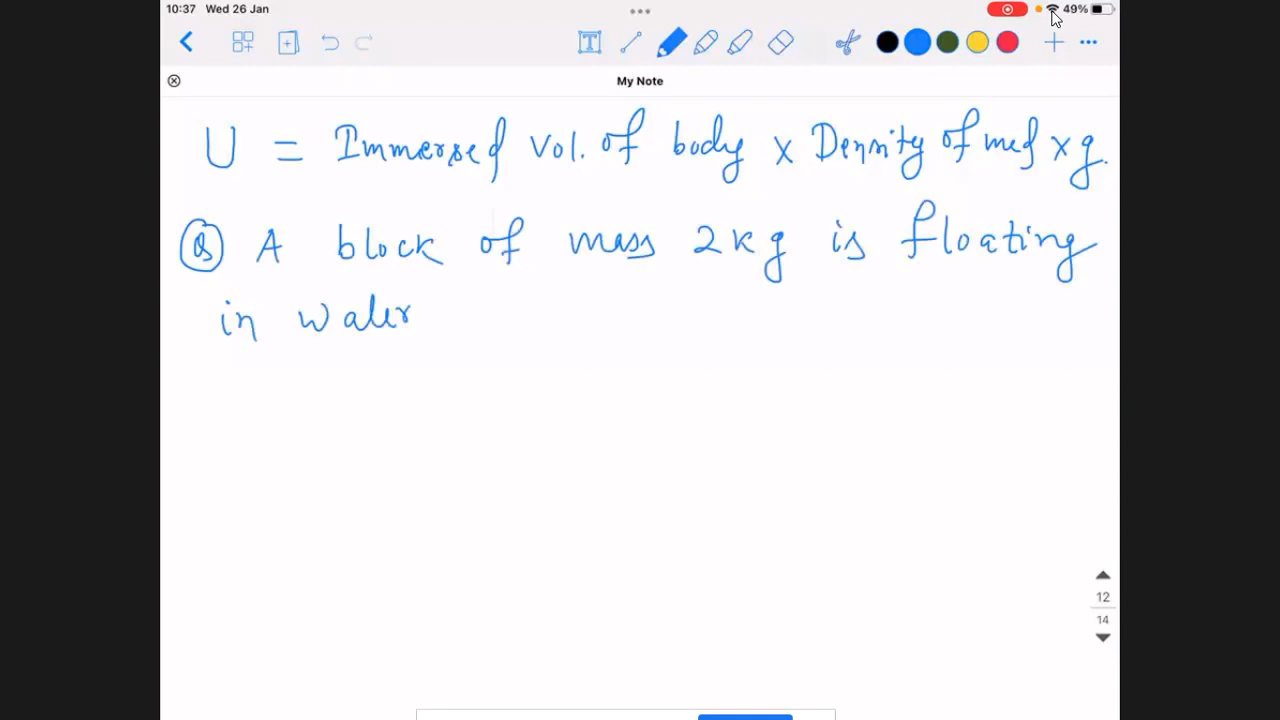 10:37 Wed 26 Jan
49%
My Note
U = Immersed Vol. of body x Density of med x g.
Q A block of mass 2kg is floating
in water
12
14